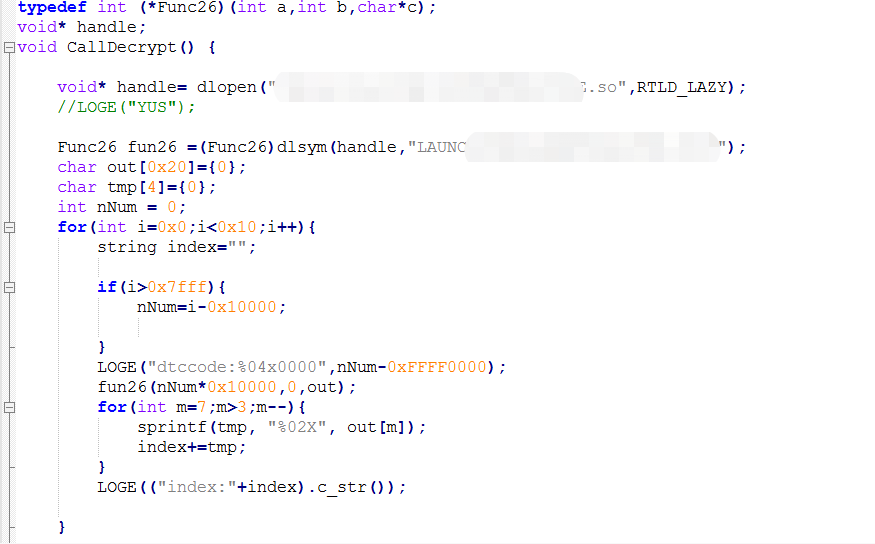 typedef int (*Func26)(int a,int b,char*c);
void* handle;
void CallDecrypt() {
void* handle= dlopen(".so",RTLD_LAZY);
//LOGE("YUS");
Func26 fun26 =(Func26)dlsym(handle,"LAUNC");
char out[0x20]={0};
char tmp[4]={0};
int nNum = 0;
for(int i=0x0;i<0x10;i++){
string index="";
if(i>0x7fff){
nNum=i-0x10000;
}
LOGE("dtccode:%04x0000",nNum-0xFFFF0000);
fun26(nNum*0x10000,0,out);
for(int m=7;m>3;m--){
sprintf(tmp, "%02X", out[m]);
index+=tmp;
}
LOGE(("index:"+index).c_str());
}